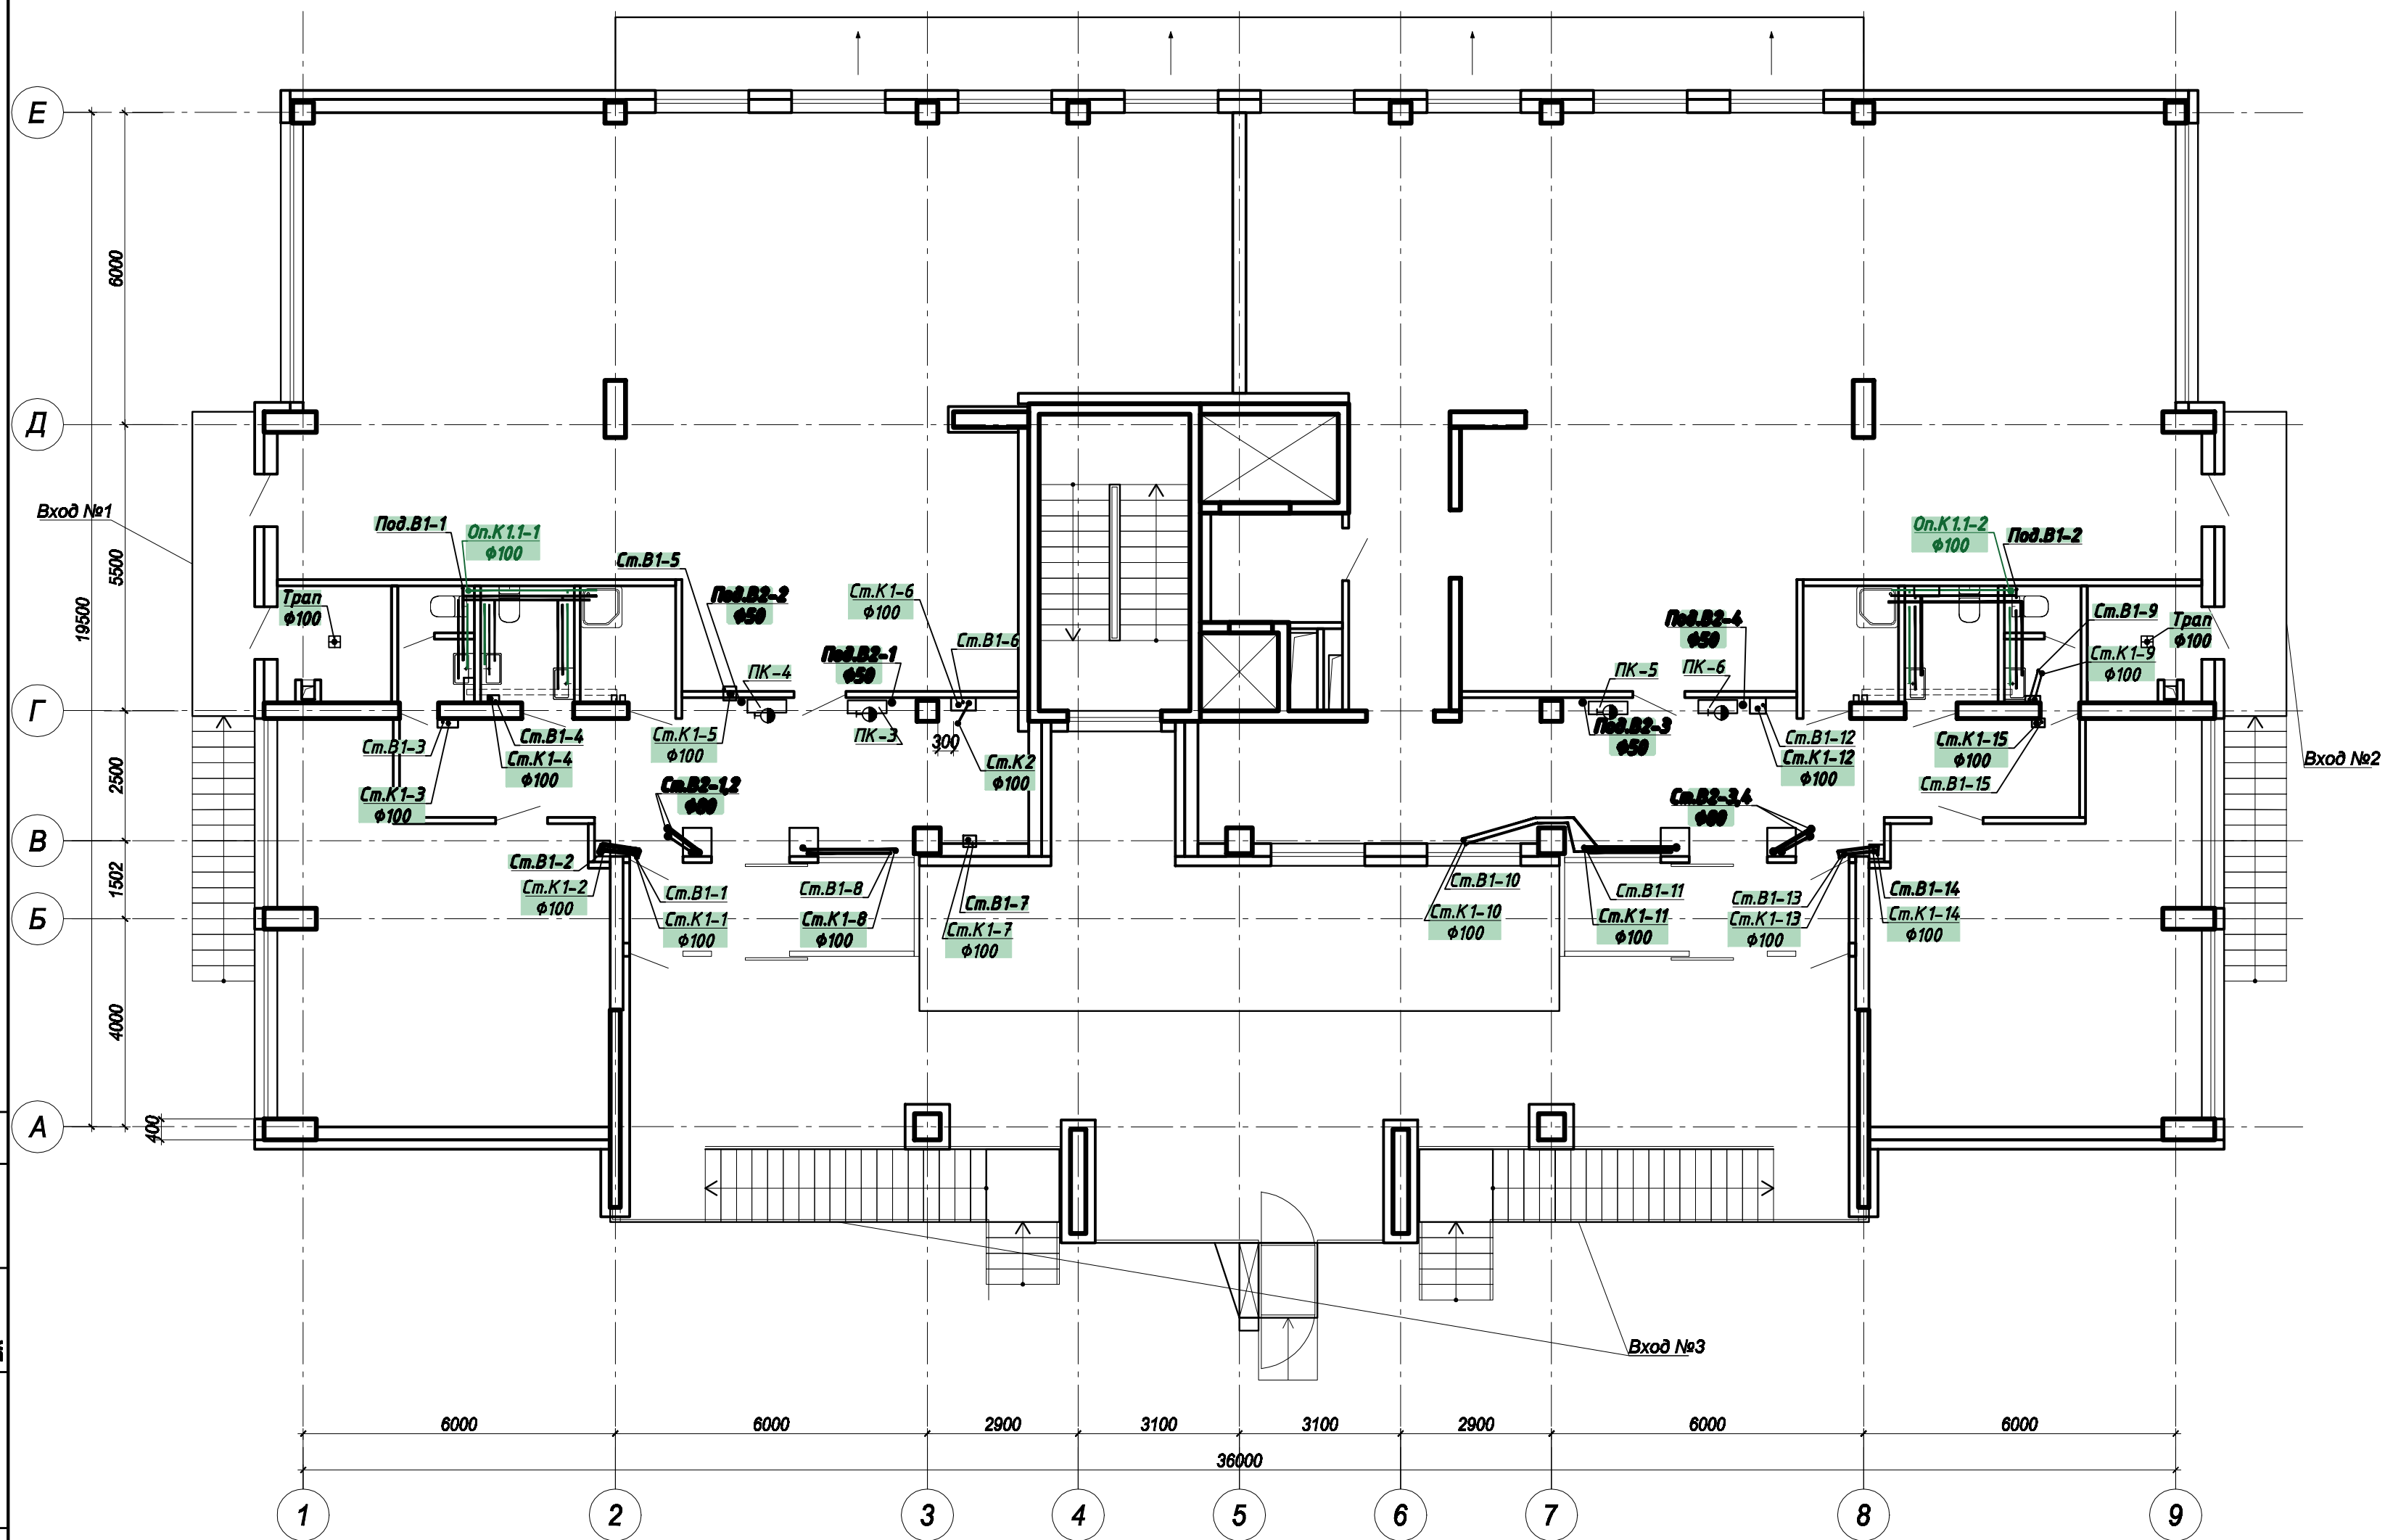 Е
Д
Г
В
Б
А
6000
5500
19500
2500
1502
4000
400
Вход №1
Под.В1-1
Оп.К1.1-1
ф100
Ст.В1-5
Под.В2-2
ф50
Ст.К1-6
ф100
Трап
ф100
Ст.В1-6
Под.В2-1
ф50
ПК-4
Ст.В1-3
Ст.В1-4
Ст.К1-5
ф100
ПК-3
300
Ст.К1-4
ф100
Ст.К2
ф100
Ст.К1-3
ф100
Ст.В2-1,2
ф80
Ст.В1-2
Ст.К1-2
ф100
Ст.В1-1
Ст.К1-1
ф100
Ст.В1-8
Ст.К1-8
ф100
Ст.В1-7
Ст.К1-7
ф100
Оп.К1.1-2
ф100
Под.В1-2
Под.В2-4
ф50
Ст.В1-9
Трап
ф100
Ст.К1-9
ф100
ПК-5
ПК-6
Под.В2-3
ф50
Ст.В1-12
Ст.К1-12
ф100
Ст.К1-15
ф100
Ст.В1-15
Вход №2
Ст.В2-3,4
ф80
Ст.В1-10
Ст.К1-10
ф100
Ст.В1-11
Ст.К1-11
ф100
Ст.В1-13
Ст.К1-13
ф100
Ст.В1-14
Ст.К1-14
ф100
Вход №3
6000
6000
2900
3100
3100
2900
6000
6000
36000
1
2
3
4
5
6
7
8
9